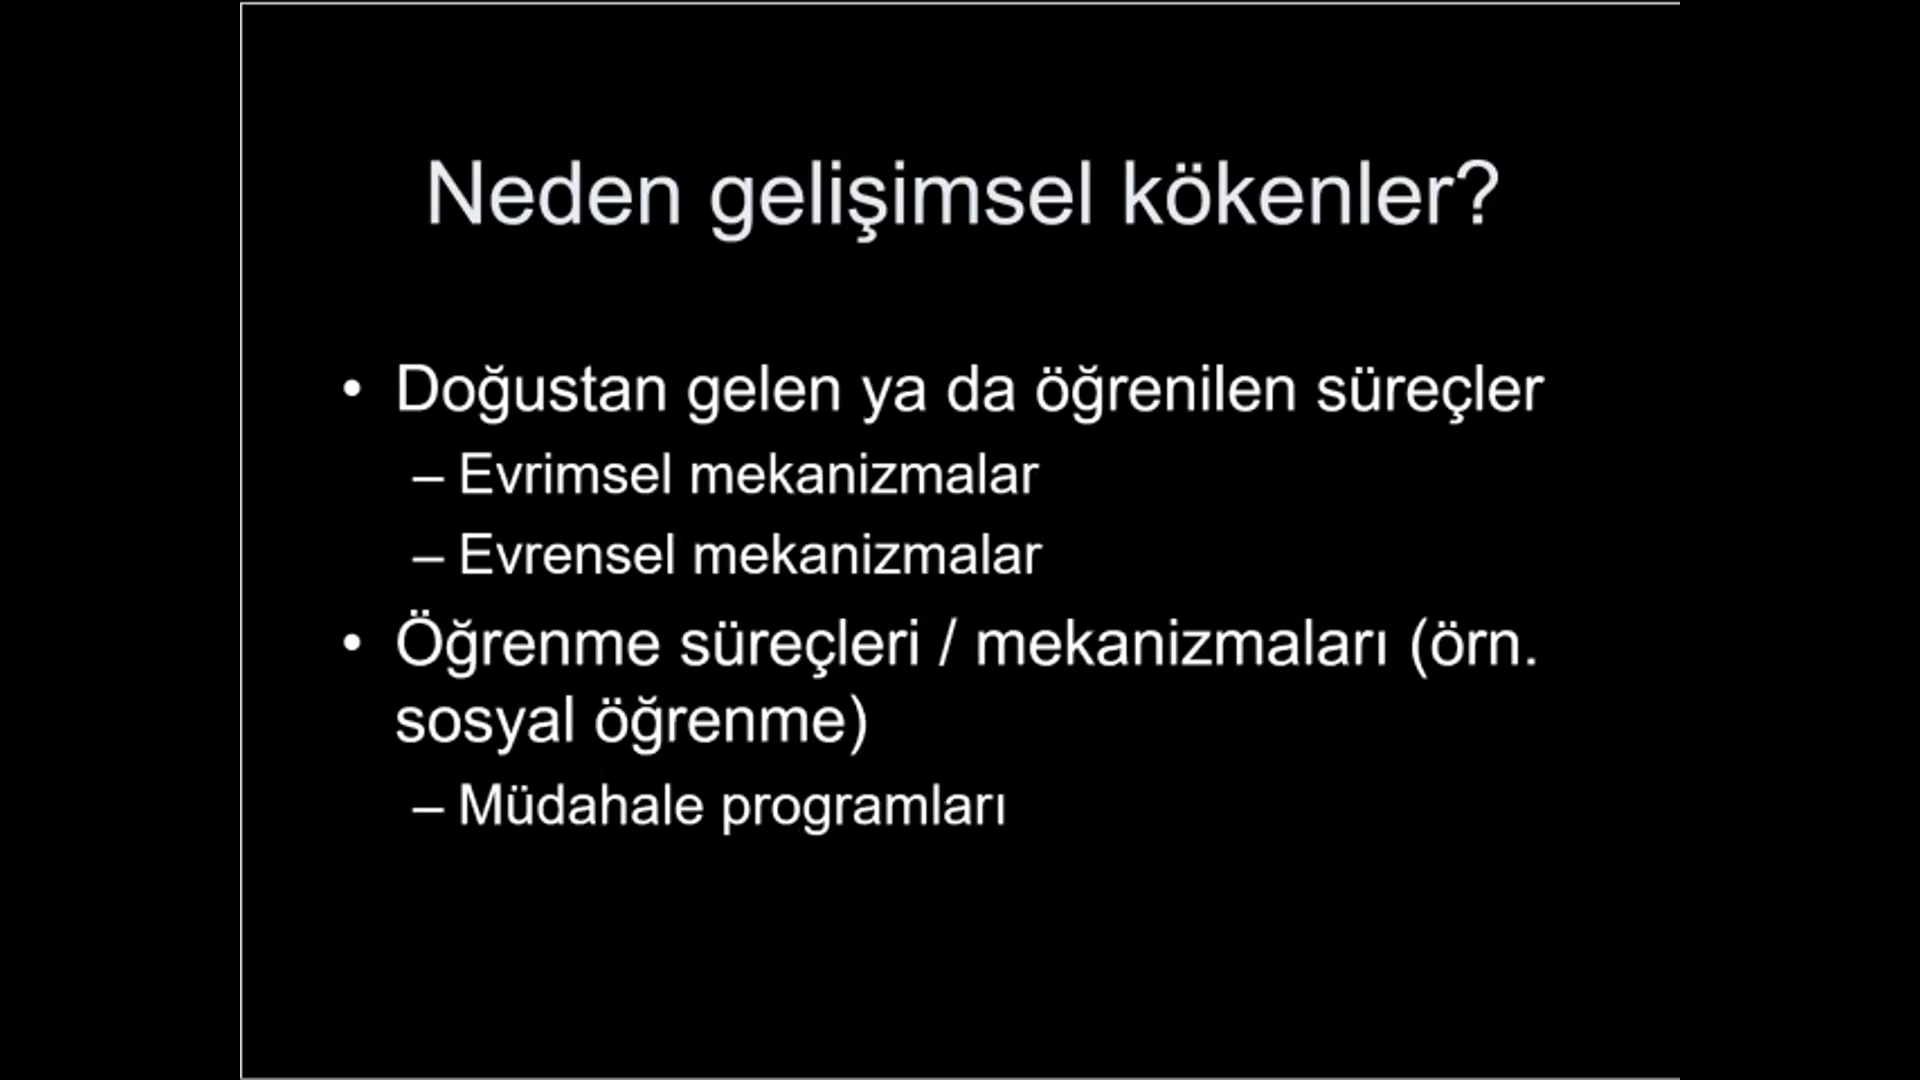 Neden gelişimsel kökenler?
• Doğustan gelen ya da öğrenilen süreçler
– Evrimsel mekanizmalar
– Evrensel mekanizmalar
• Öğrenme süreçleri / mekanizmaları (örn.
sosyal öğrenme)
– Müdahale programları